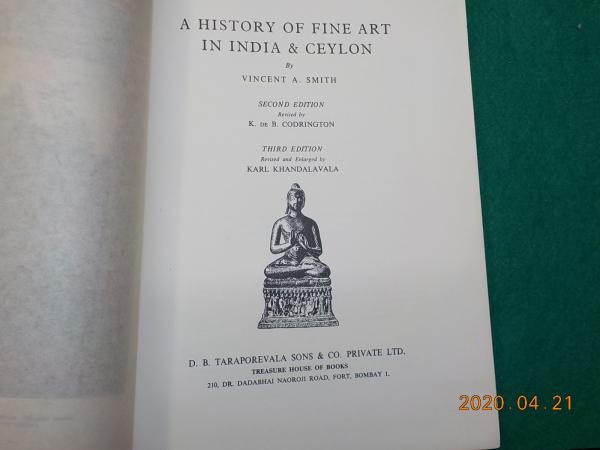 A HISTORY OF FINE ART
IN INDIA & CEYLON
By
VINCENT A. SMITH
SECOND EDITION
Revised by
K. DE B. CODRINGTON
THIRD EDITION
Revised and Enlarged by
KARL KHANDALAVALA
D. B. TARAPOREVALA SONS & CO. PRIVATE LTD.
TREASURE HOUSE OF BOOKS
210, DR. DADABHAI NAOROJI ROAD, FORT, BOMBAY 1.
2020.04.21